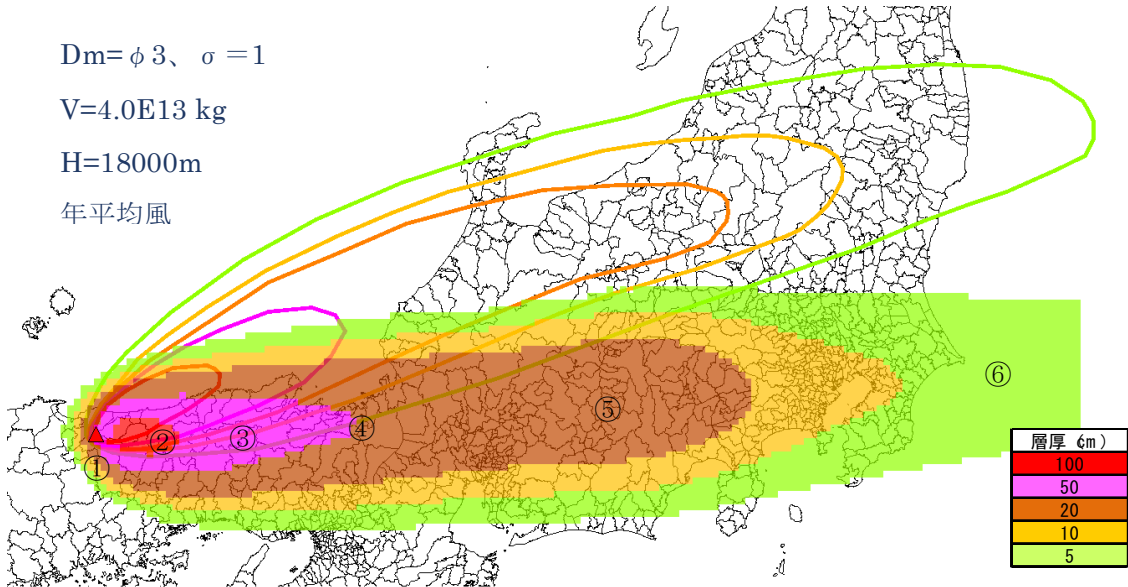 Dm=φ3、σ=1
V=4.0E13 kg
H=18000m
年平均風
①
②
③
④
⑤
⑥
層厚 (cm)
100
50
20
10
5